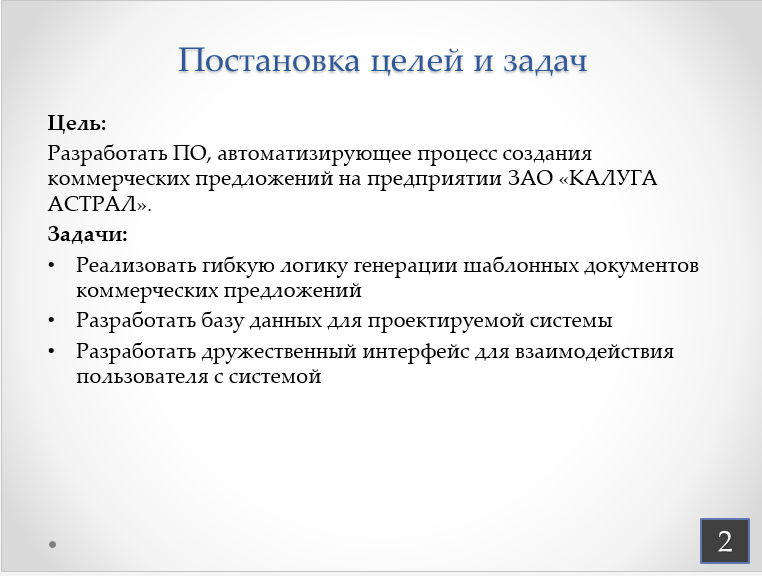 Постановка целей и задач
Цель:
Разработать ПО, автоматизирующее процесс создания
коммерческих предложений на предприятии ЗАО «КАЛУГА
АСТРАЛ».
Задачи:
• Реализовать гибкую логику генерации шаблонных документов
коммерческих предложений
• Разработать базу данных для проектируемой системы
• Разработать дружественный интерфейс для взаимодействия
пользователя с системой
2